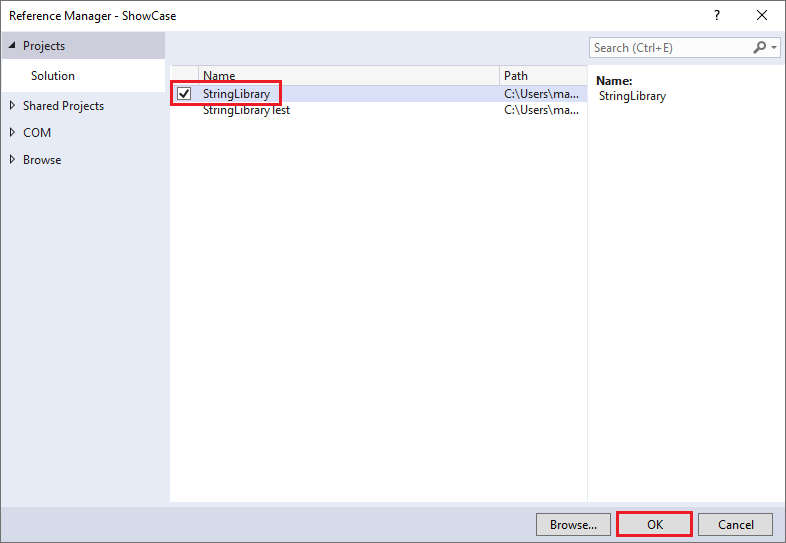 Reference Manager - ShowCase
?
Projects
Solution
Shared Projects
COM
Browse
Search (Ctrl+E)
Name Path
StringLibrary C:\Users\ma...
StringLibraryTest C:\Users\ma...
Name:
StringLibrary
Browse... OK Cancel